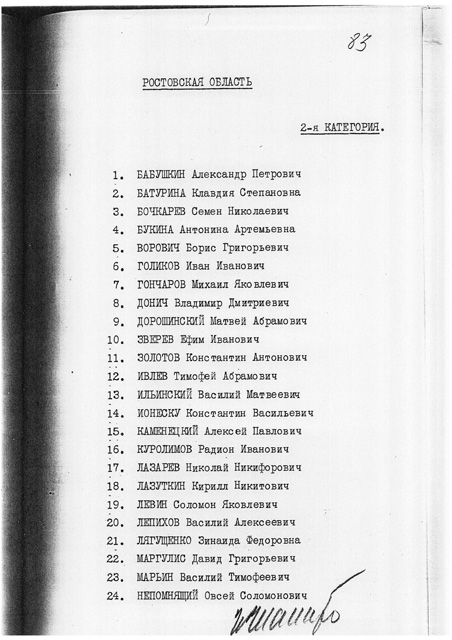 83
РОСТОВСКАЯ ОБЛАСТЬ
2-я КАТЕГОРИЯ.
1. БАБУШКИН Александр Петрович
2. БАТУРИНА Клавдия Степановна
3. БОЧКАРЕВ Семен Николаевич
4. БУКИНА Антонина Артемьевна
5. ВОРОВИЧ Борис Григорьевич
6. ГОЛИКОВ Иван Иванович
7. ГОНЧАРОВ Михаил Яковлевич
8. ДОНИЧ Владимир Дмитриевич
9. ДОРОШИНСКИЙ Матвей Абрамович
10. ЗВЕРЕВ Ефим Иванович
11. ЗОЛОТОВ Константин Антонович
12. ИВЛЕВ Тимофей Абрамович
13. ИЛЬИНСКИЙ Василий Матвеевич
14. ИОНЕСКУ Константин Васильевич
15. КАМЕНЕЦКИЙ Алексей Павлович
16. КУРОЛИМОВ Радион Иванович
17. ЛАЗАРЕВ Николай Никифорович
18. ЛАЗУТКИН Кирилл Никитович
19. ЛЕВИН Соломон Яковлевич
20. ЛЕПИХОВ Василий Алексеевич
21. ЛЯГУЩЕНКО Зинаида Федоровна
22. МАРГУЛИС Давид Григорьевич
23. МАРЬИН Василий Тимофеевич
24. НЕПОМНЯЩИЙ Овсей Соломонович